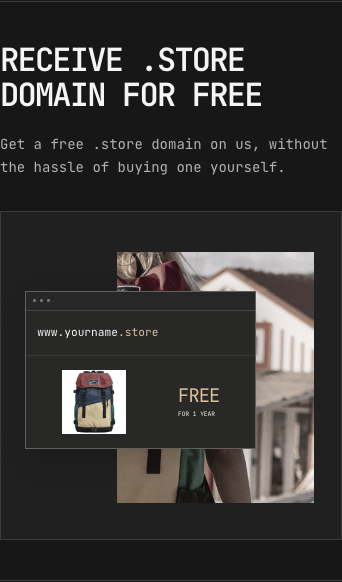 RECEIVE .STORE
DOMAIN FOR FREE
Get a free .store domain on us, without
the hassle of buying one yourself.
www.yourname.store
FREE
FOR 1 YEAR